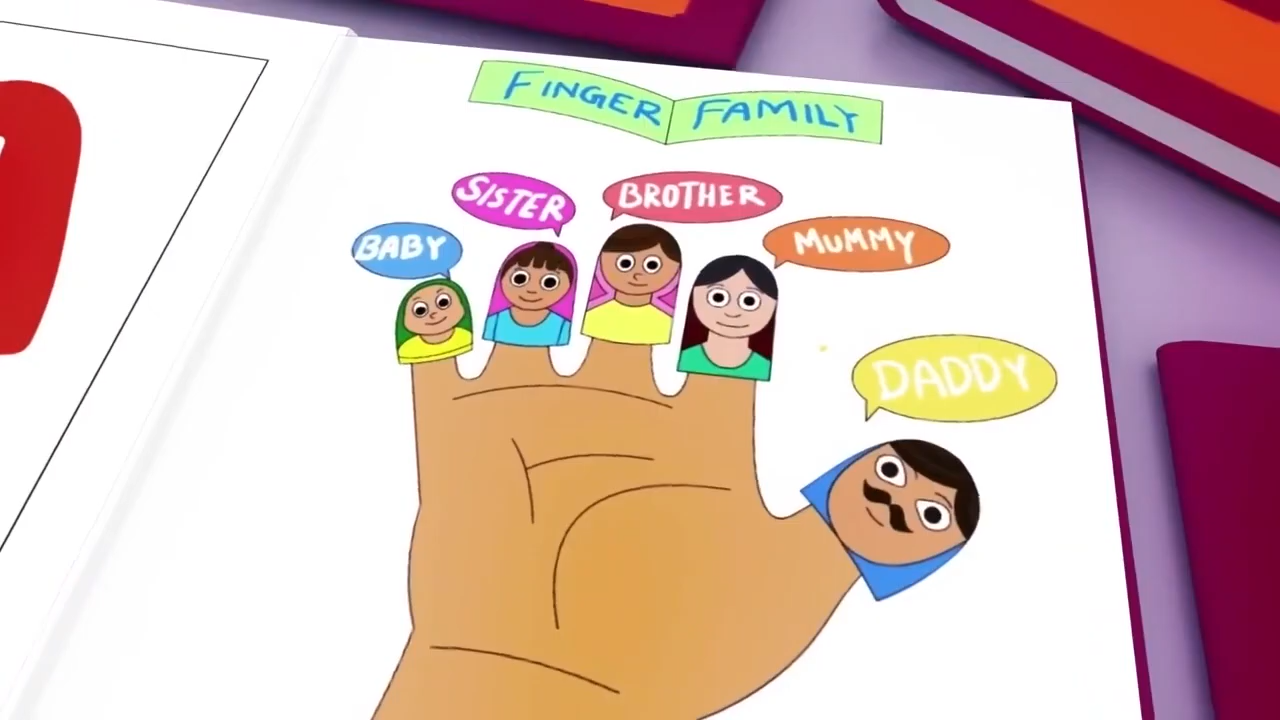 FINGER FAMILY
SISTER
BROTHER
BABY
MUMMY
DADDY